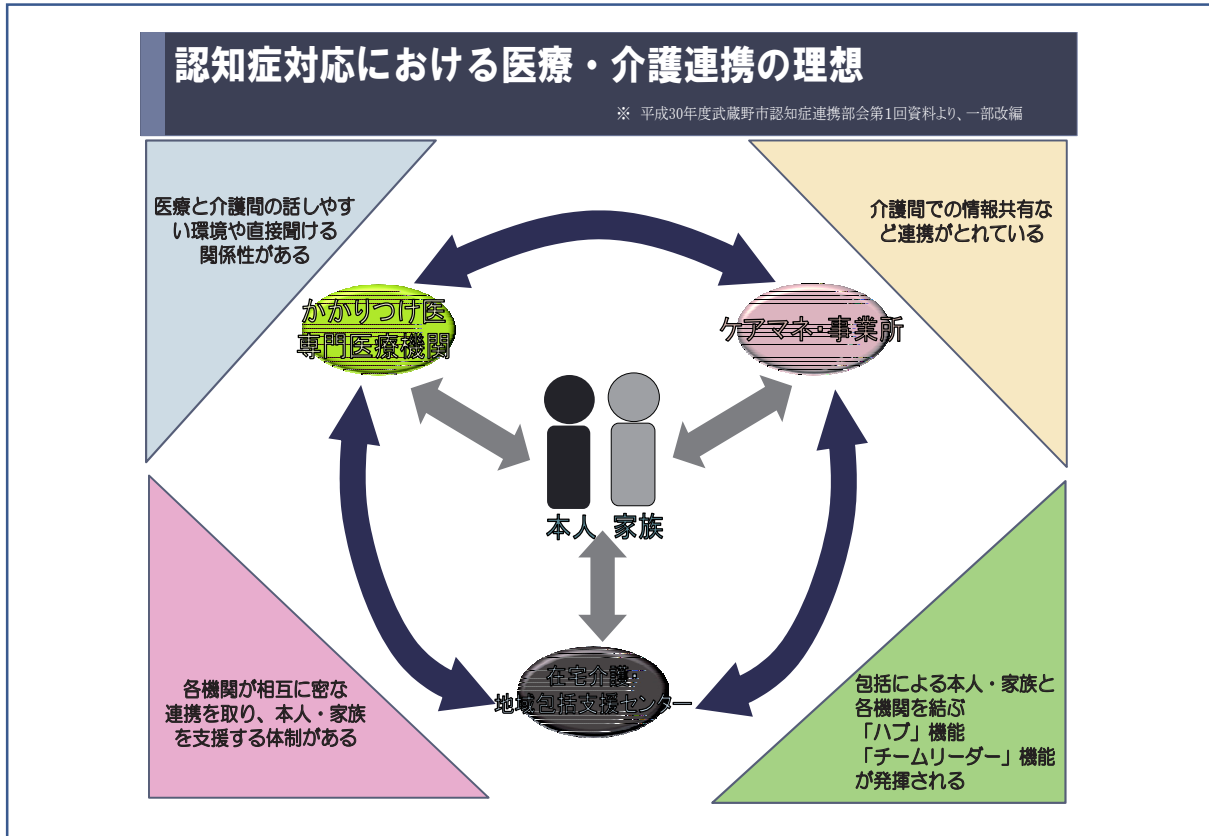 認知症対応における医療・介護連携の理想
※ 平成30年度武蔵野市認知症連携部会第1回資料より、一部改編
医療と介護間の話しやす
い環境や直接聞ける
関係性がある
介護間での情報共有な
ど連携がとれている
かかりつけ医
専門医療機関
ケアマネ・事業所
本人 家族
在宅介護・
地域包括支援センター
各機関が相互に密な
連携を取り、本人・家族
を支援する体制がある
包括による本人・家族と
各機関を結ぶ
「ハブ」機能
「チームリーダー」機能
が発揮される